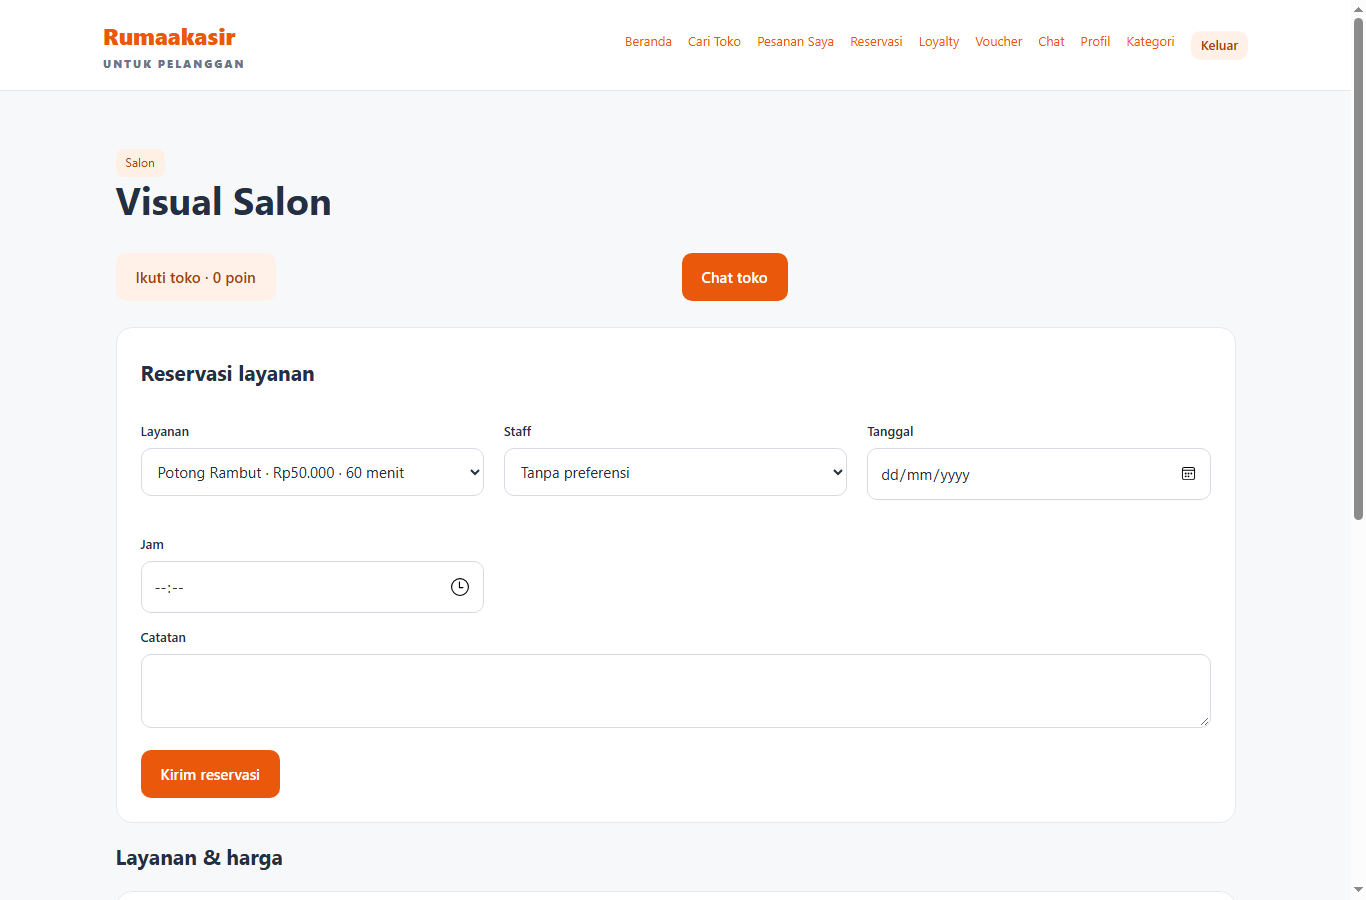 Rumaakasir
UNTUK PELANGGAN
Beranda Cari Toko Pesanan Saya Reservasi Loyalty Voucher Chat Profil Kategori Keluar
Salon
Visual Salon
Ikuti toko · 0 poin
Chat toko
Reservasi layanan
Layanan Staff Tanggal
Potong Rambut · Rp50.000 · 60 menit Tanpa preferensi dd/mm/yyyy
Jam
--:--
Catatan
Kirim reservasi
Layanan & harga